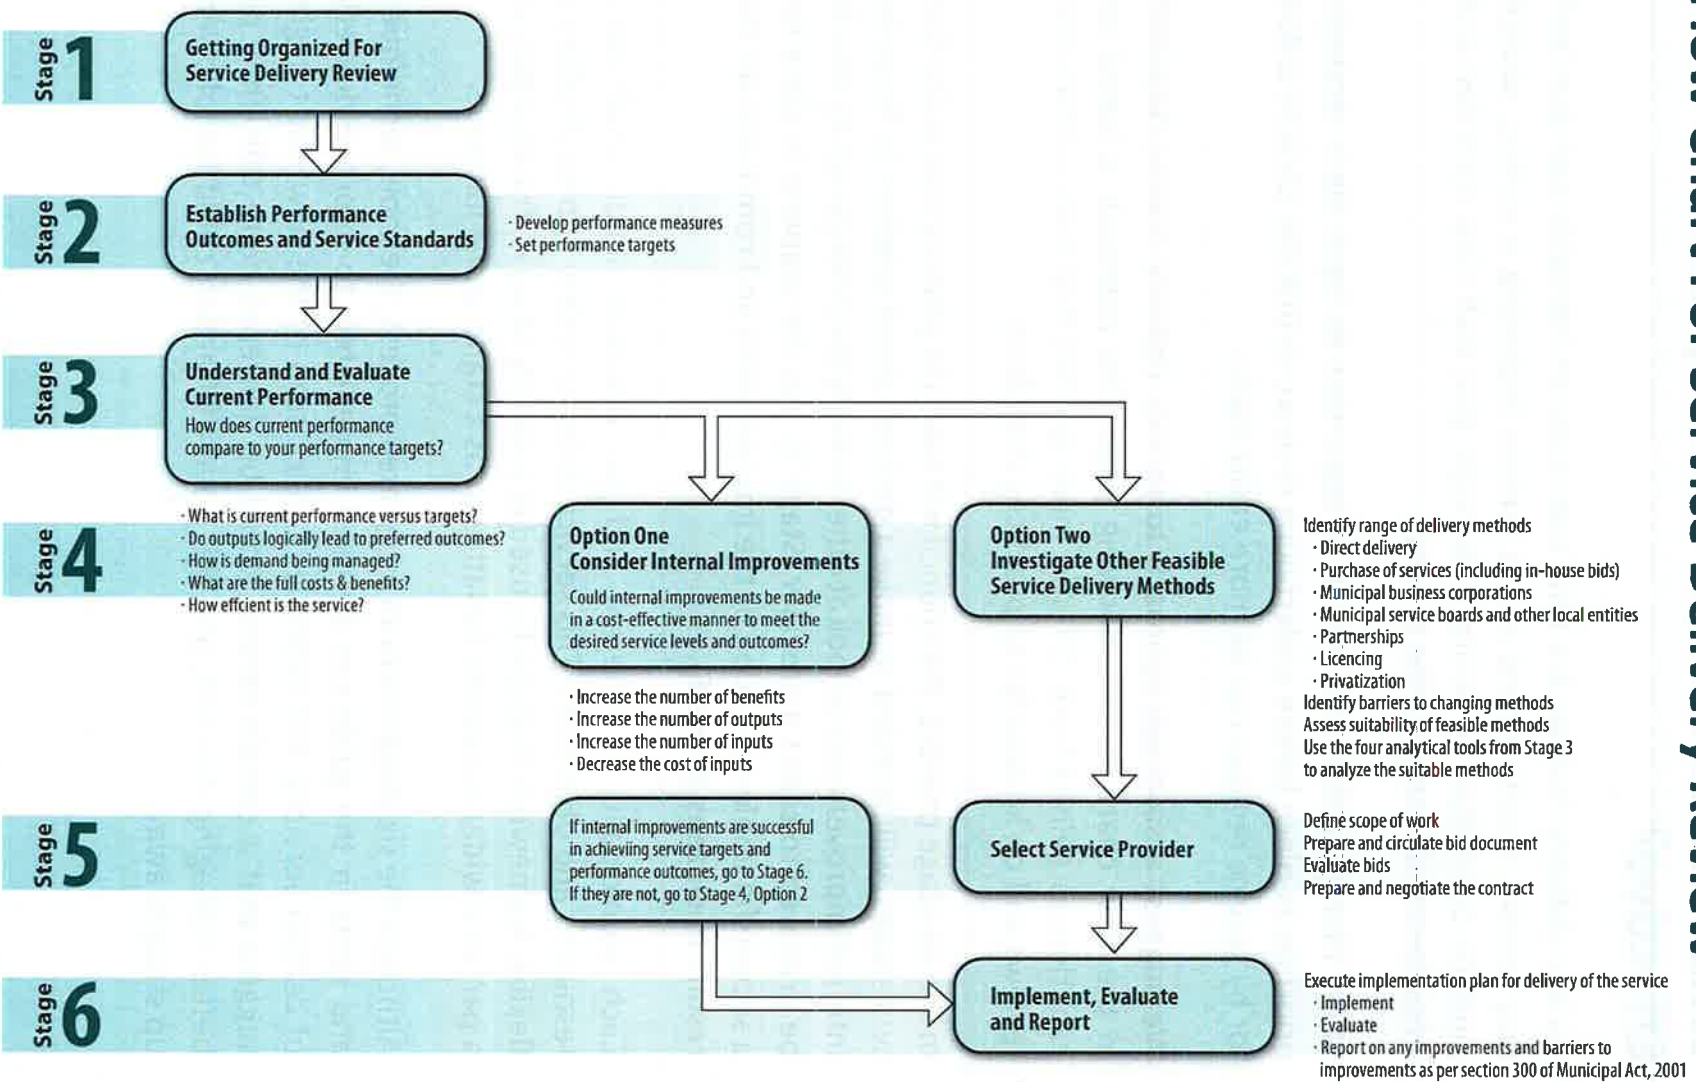 Stage 1
Getting Organized For
Service Delivery Review
Stage 2
Establish Performance
Outcomes and Service Standards
· Develop performance measures
· Set performance targets
Stage 3
Understand and Evaluate
Current Performance
How does current performance
compare to your performance targets?
Stage 4
· What is current performance versus targets?
· Do outputs logically lead to preferred outcomes?
· How is demand being managed?
· What are the full costs & benefits?
· How effcient is the service?
Option One
Consider Internal Improvements
Could internal improvements be made
in a cost-effective manner to meet the
desired service levels and outcomes?
· Increase the number of benefits
· Increase the number of outputs
· Increase the number of inputs
· Decrease the cost of inputs
Option Two
Investigate Other Feasible
Service Delivery Methods
Identify range of delivery methods
· Direct delivery
· Purchase of services (including in-house bids)
· Municipal business corporations
· Municipal service boards and other local entities
· Partnerships
· Licencing
· Privatization
Identify barriers to changing methods
Assess suitability of feasible methods
Use the four analytical tools from Stage 3
to analyze the suitable methods
Stage 5
If internal improvements are successful
in achieviing service targets and
performance outcomes, go to Stage 6.
If they are not, go to Stage 4, Option 2
Select Service Provider
Define scope of work
Prepare and circulate bid document
Evaluate bids
Prepare and negotiate the contract
Stage 6
Implement, Evaluate
and Report
Execute implementation plan for delivery of the service
· Implement
· Evaluate
· Report on any improvements and barriers to
improvements as per section 300 of Municipal Act, 2001